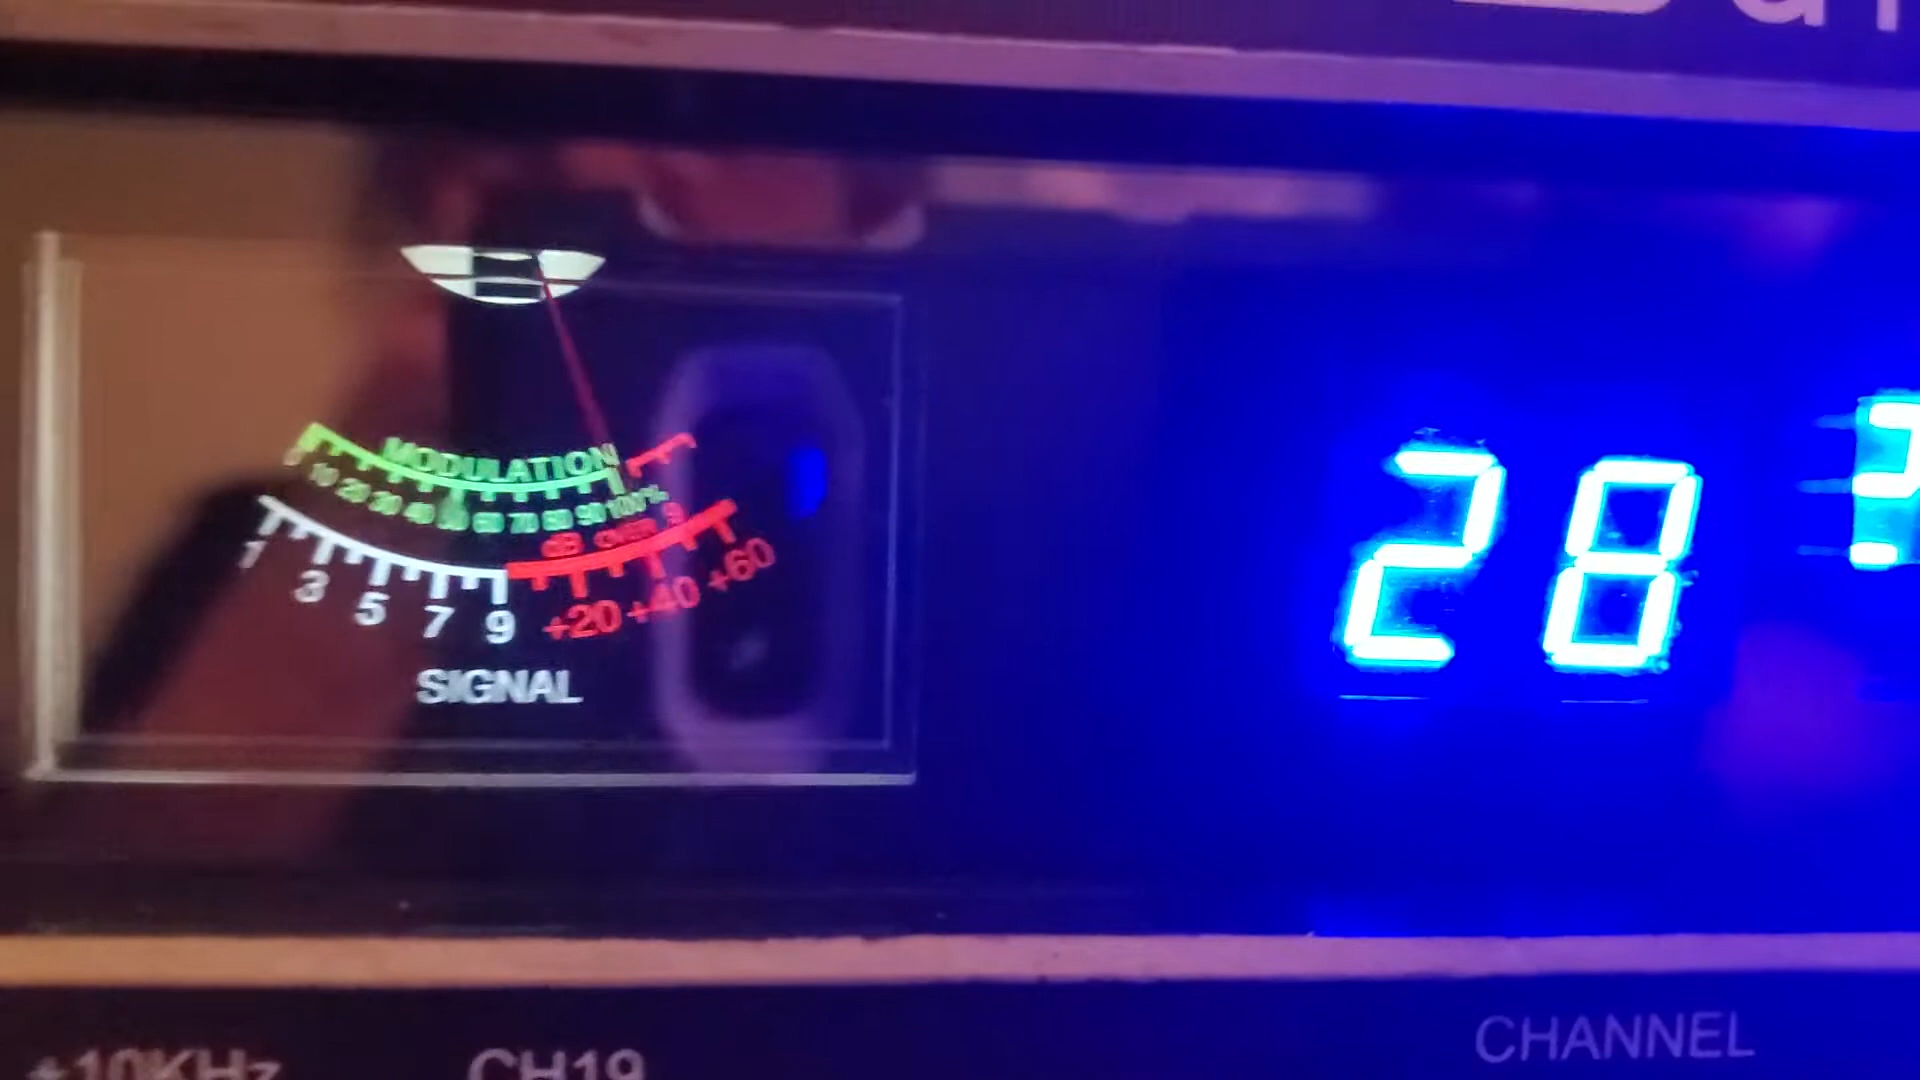 MODULATION
0 10 20 30 40 50 60 70 80 90 100%
dB OVER 9
1 3 5 7 9 +20 +40 +60
SIGNAL
28
+10KHz CH19 CHANNEL